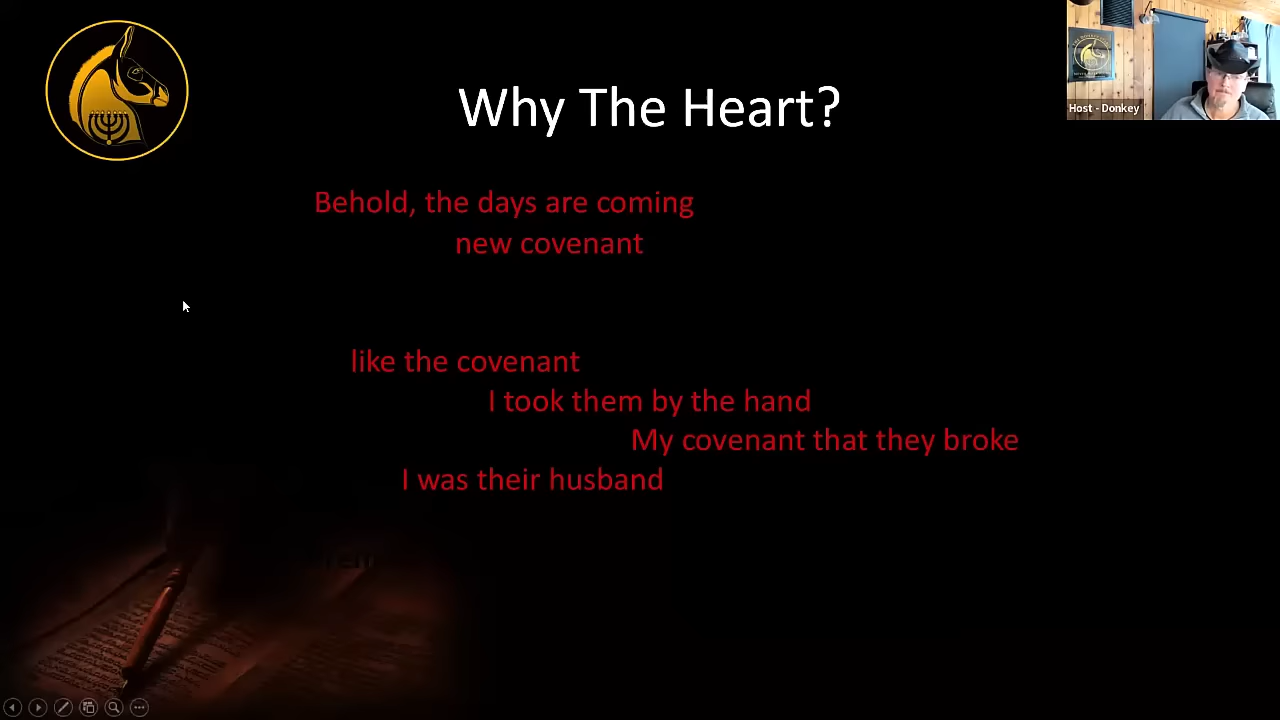 Why The Heart?
Host - Donkey
Behold, the days are coming
new covenant
like the covenant
I took them by the hand
My covenant that they broke
I was their husband